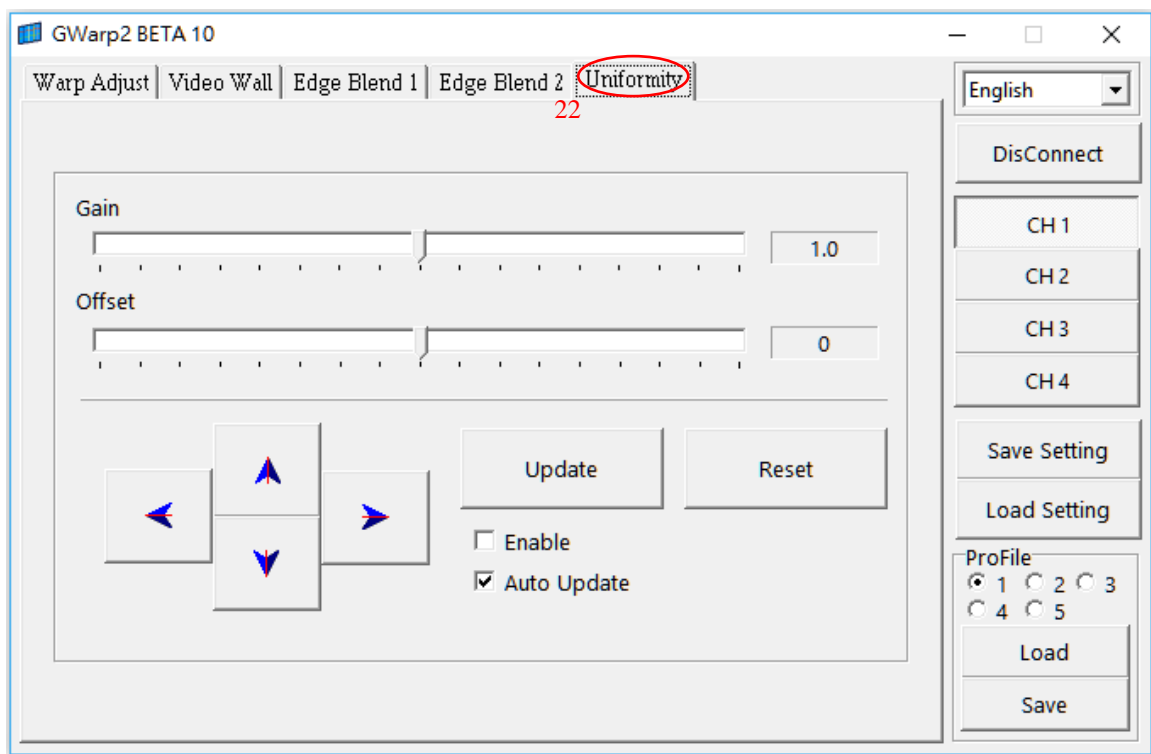 GWarp2 BETA 10
Warp Adjust Video Wall Edge Blend 1 Edge Blend 2 Uniformity
22
English
DisConnect
Gain
1.0
Offset
0
CH 1
CH 2
CH 3
CH 4
Update Reset
Enable
Auto Update
Save Setting
Load Setting
ProFile
1 2 3
4 5
Load
Save